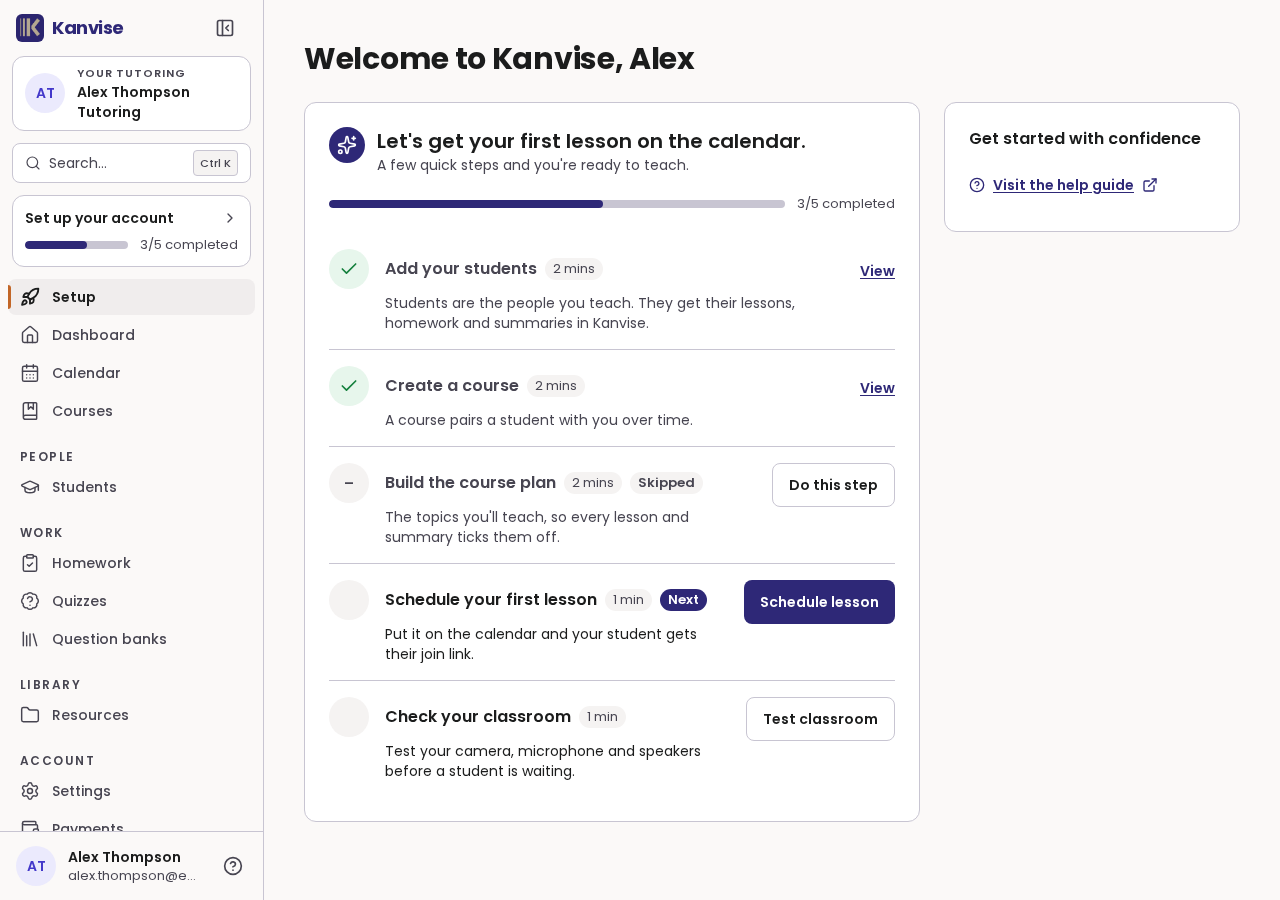 Kanvise
YOUR TUTORING
AT
Alex Thompson
Tutoring
Search...
Ctrl K
Set up your account
3/5 completed
Setup
Dashboard
Calendar
Courses
PEOPLE
Students
WORK
Homework
Quizzes
Question banks
LIBRARY
Resources
ACCOUNT
Settings
Payments
AT
Alex Thompson
alex.thompson@e...
Welcome to Kanvise, Alex
Let's get your first lesson on the calendar.
A few quick steps and you're ready to teach.
3/5 completed
Add your students 2 mins
View
Students are the people you teach. They get their lessons,
homework and summaries in Kanvise.
Create a course 2 mins
View
A course pairs a student with you over time.
– Build the course plan 2 mins Skipped
Do this step
The topics you'll teach, so every lesson and
summary ticks them off.
Schedule your first lesson 1 min Next
Schedule lesson
Put it on the calendar and your student gets
their join link.
Check your classroom 1 min
Test classroom
Test your camera, microphone and speakers
before a student is waiting.
Get started with confidence
Visit the help guide